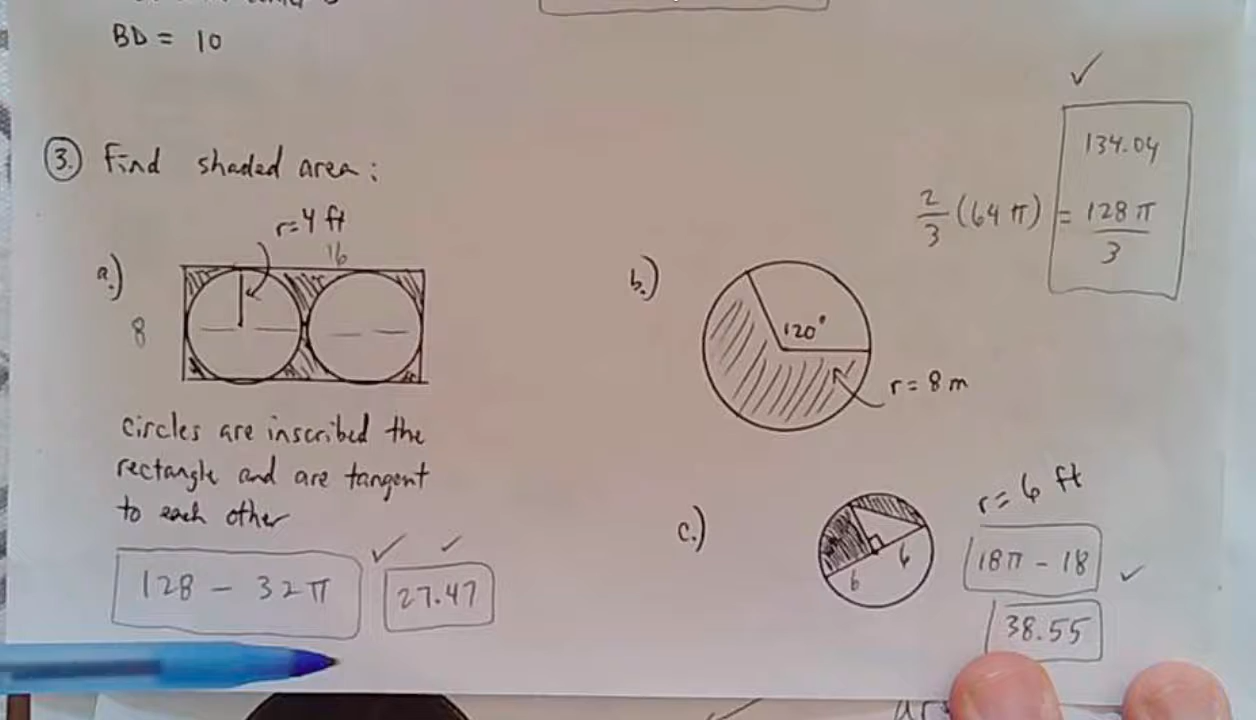 BD = 10
③. Find shaded area:
a.)
r=4 ft
16
8
circles are inscribed the
rectangle and are tangent
to each other
128 - 32π
27.47
b.)
120°
r = 8 m
134.04
2/3 (64π) = 128π/3
c.)
r = 6 ft
6
6
18π - 18
38.55